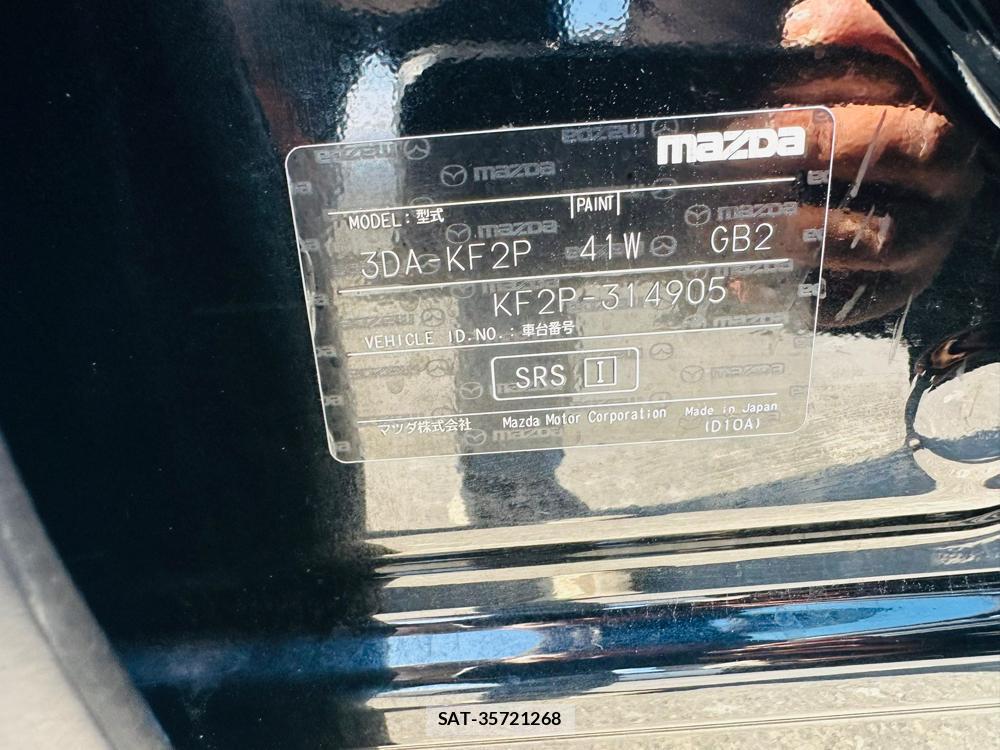 mazda
MODEL:型式 PAINT
3DA-KF2P 41W GB2
KF2P-314905
VEHICLE ID.NO.:車台番号
SRS I
マツダ株式会社 Mazda Motor Corporation Made in Japan
(D10A)
SAT-35721268